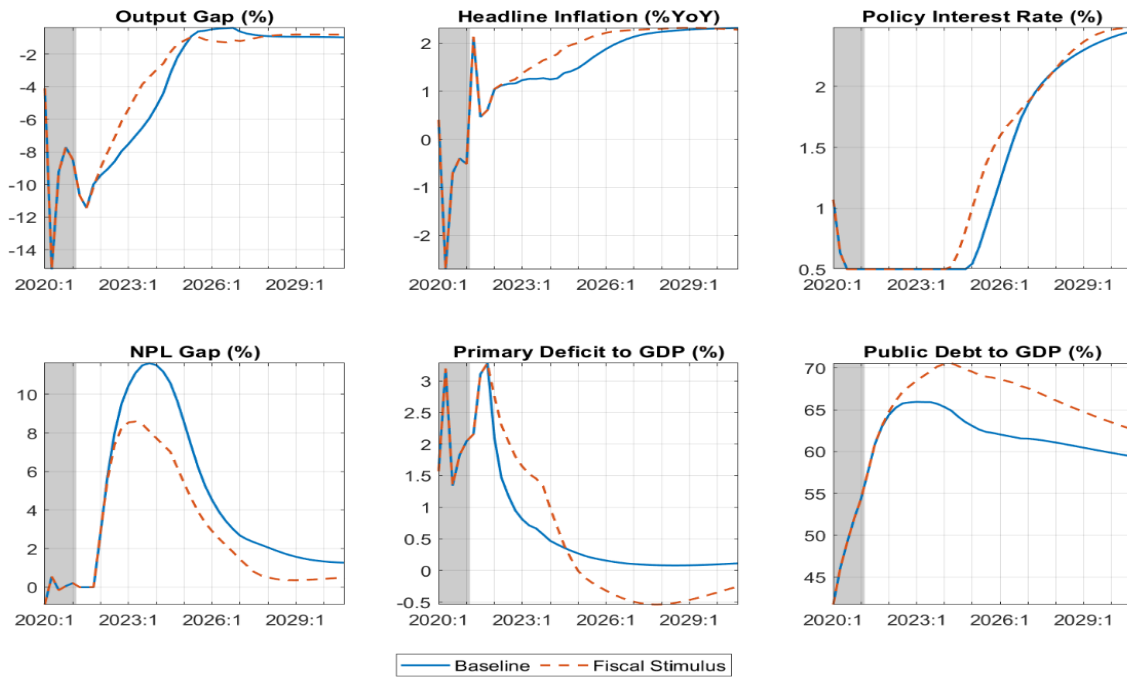 Output Gap (%)
-2
-4
-6
-8
-10
-12
-14
2020:1 2023:1 2026:1 2029:1
Headline Inflation (%YoY)
2
1
0
-1
-2
2020:1 2023:1 2026:1 2029:1
Policy Interest Rate (%)
2
1.5
1
0.5
2020:1 2023:1 2026:1 2029:1
NPL Gap (%)
10
8
6
4
2
0
2020:1 2023:1 2026:1 2029:1
Primary Deficit to GDP (%)
3
2.5
2
1.5
1
0.5
0
-0.5
2020:1 2023:1 2026:1 2029:1
Public Debt to GDP (%)
70
65
60
55
50
45
2020:1 2023:1 2026:1 2029:1
Baseline Fiscal Stimulus